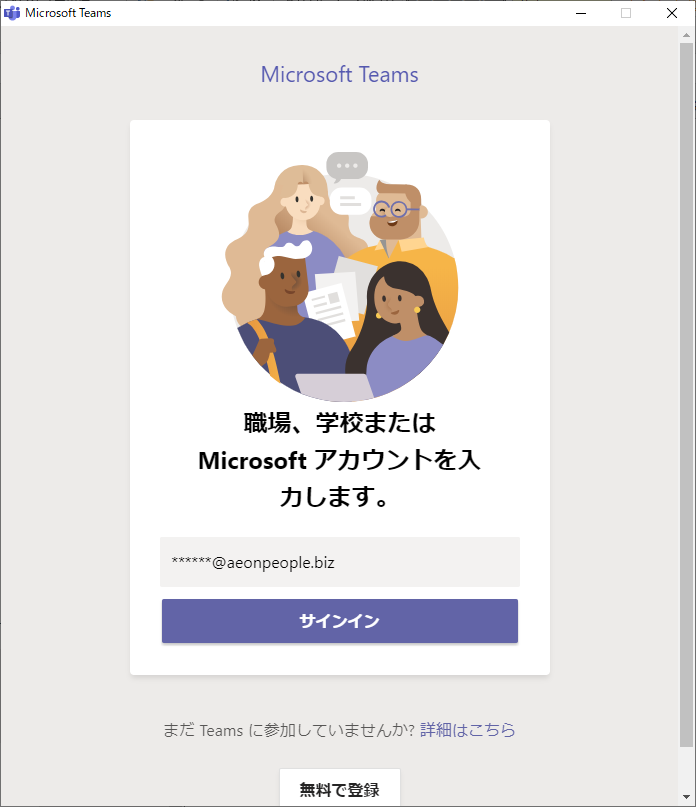 Microsoft Teams
Microsoft Teams
職場、学校または
Microsoft アカウントを入
力します。
******@aeonpeople.biz
サインイン
まだ Teams に参加していませんか? 詳細はこちら
無料で登録